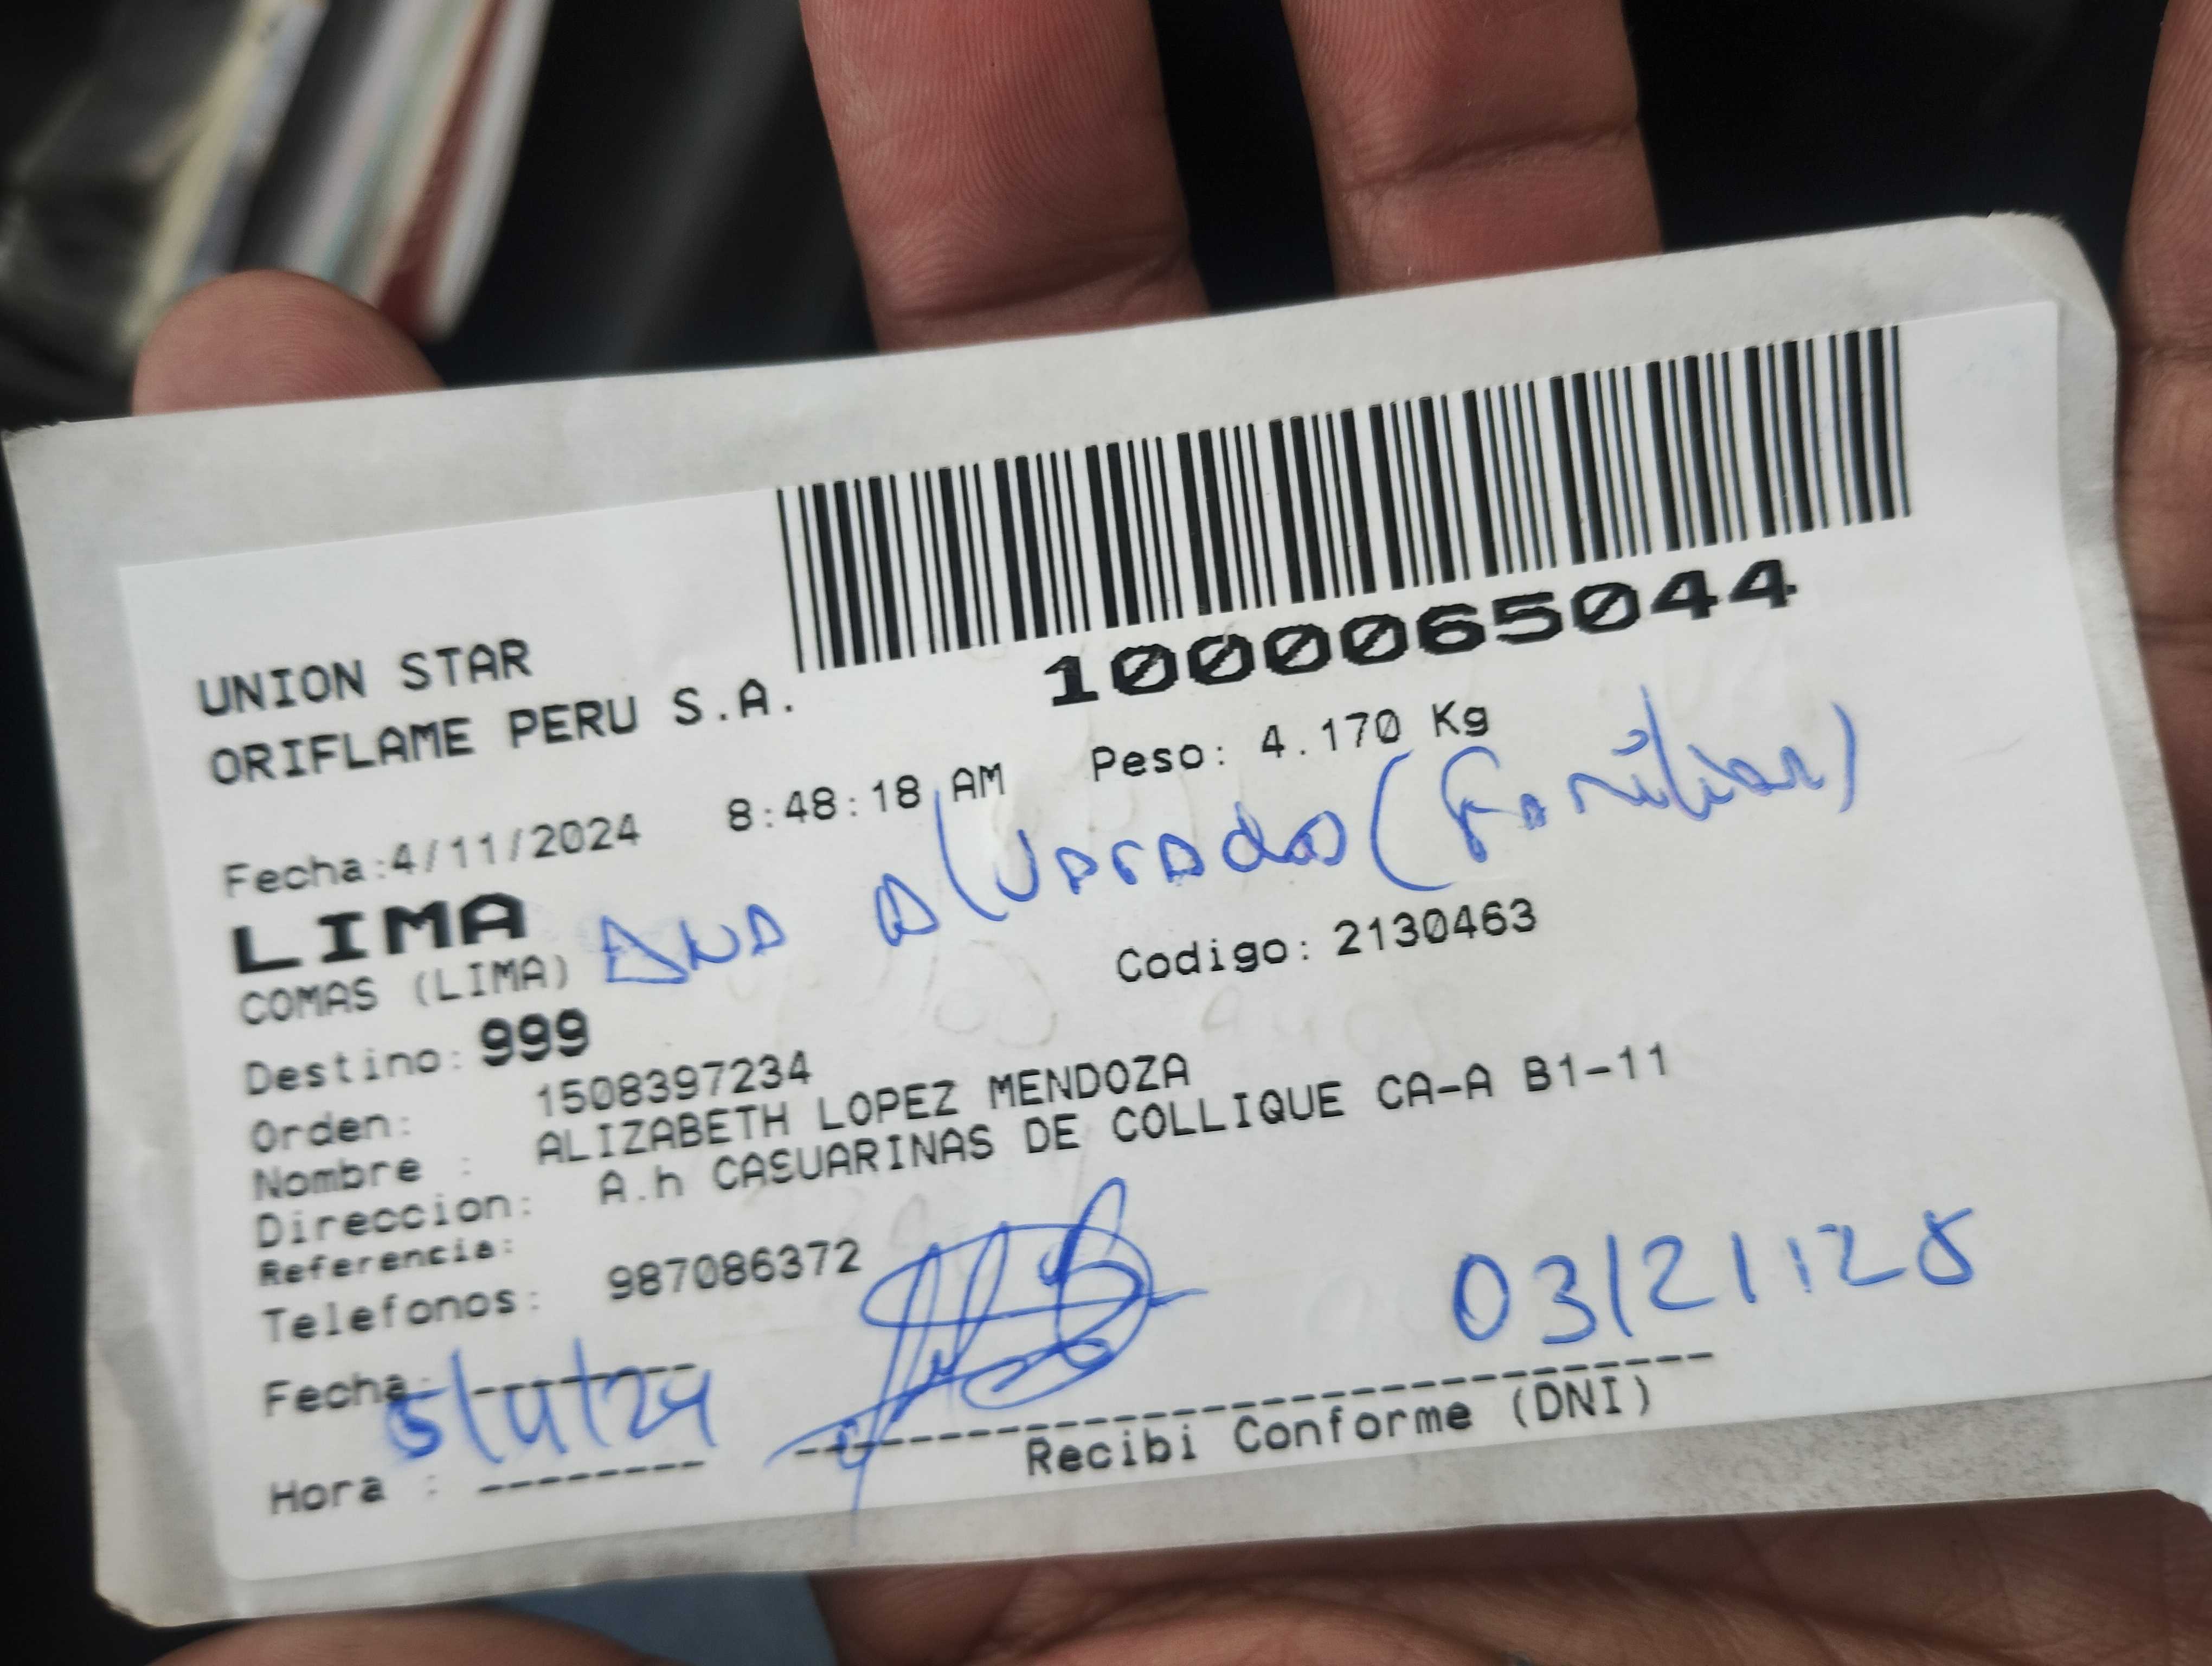 1000065044
UNION STAR
ORIFLAME PERU S.A.
Fecha:4/11/2024 8:48:18 AM Peso: 4.170 Kg
LIMA
Ana Alvarados (Familiar)
COMAS (LIMA) Codigo: 2130463
Destino: 999
Orden: 1508397234
Nombre : ALIZABETH LOPEZ MENDOZA
Direccion: A.h CASUARINAS DE COLLIQUE CA-A B1-11
Referencia:
Telefonos: 987086372
Fecha: 5/11/24
Hora : --------
Recibi Conforme (DNI)